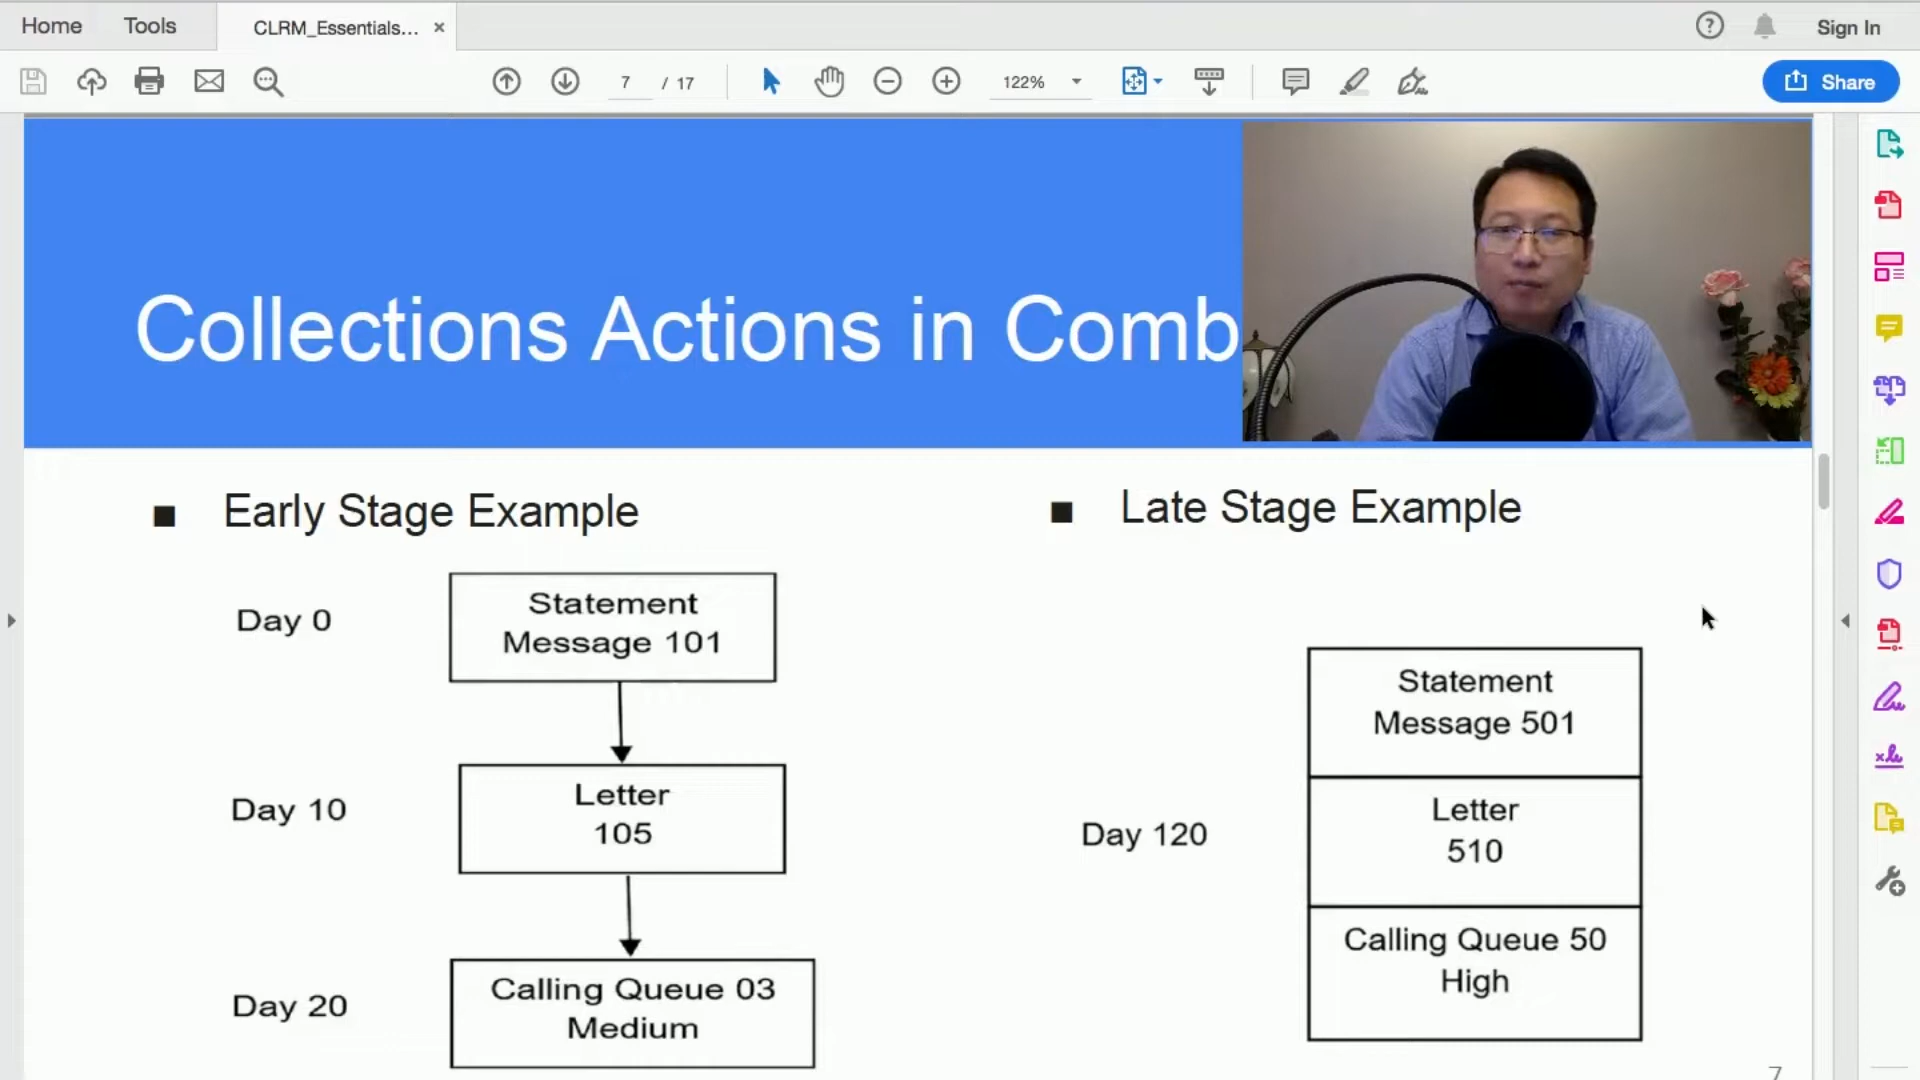 Home
Tools
CLRM_Essentials...
Sign In
7 / 17
122%
Share
Collections Actions in Comb
Early Stage Example
Day 0
Statement
Message 101
Day 10
Letter
105
Day 20
Calling Queue 03
Medium
Late Stage Example
Day 120
Statement
Message 501
Letter
510
Calling Queue 50
High
7